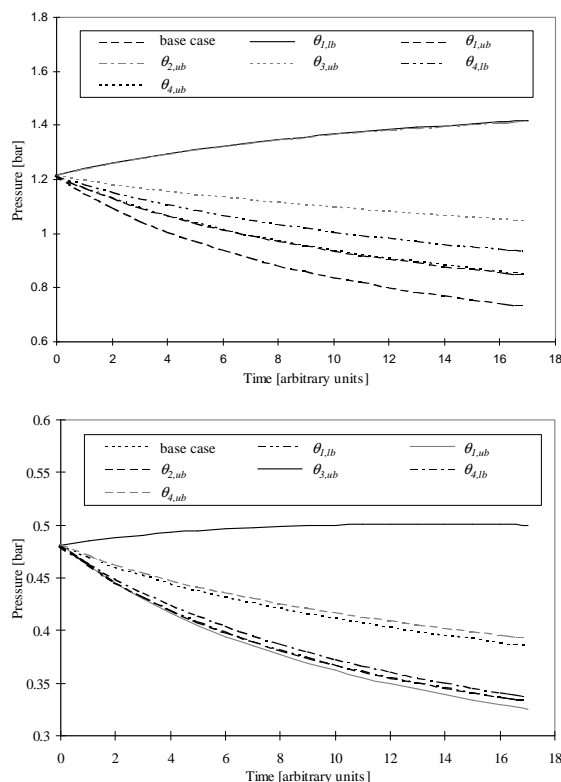 1.8
1.6
1.4
1.2
1
0.8
0.6
Pressure [bar]
base case θ1,lb θ1,ub
θ2,ub θ3,ub θ4,lb
θ4,ub
0 2 4 6 8 10 12 14 16 18
Time [arbitrary units]
0.6
0.55
0.5
0.45
0.4
0.35
0.3
Pressure [bar]
base case θ1,lb θ1,ub
θ2,ub θ3,ub θ4,lb
θ4,ub
0 2 4 6 8 10 12 14 16 18
Time [arbitrary units]